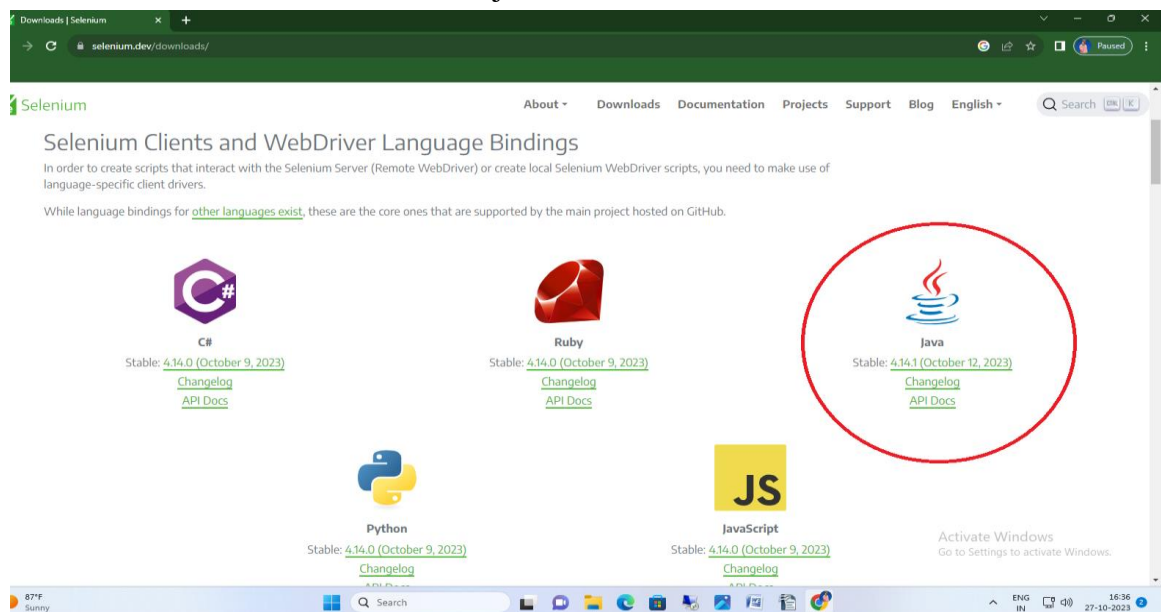 Downloads | Selenium
selenium.dev/downloads/
Paused
Selenium
About Downloads Documentation Projects Support Blog English Search K
Selenium Clients and WebDriver Language Bindings
In order to create scripts that interact with the Selenium Server (Remote WebDriver) or create local Selenium WebDriver scripts, you need to make use of
language-specific client drivers.
While language bindings for other languages exist, these are the core ones that are supported by the main project hosted on GitHub.
C#
Stable: 4.14.0 (October 9, 2023)
Changelog
API Docs
Ruby
Stable: 4.14.0 (October 9, 2023)
Changelog
API Docs
Java
Stable: 4.14.1 (October 12, 2023)
Changelog
API Docs
Python
Stable: 4.14.0 (October 9, 2023)
Changelog
API Docs
JS
JavaScript
Stable: 4.14.0 (October 9, 2023)
Changelog
API Docs
Activate Windows
Go to Settings to activate Windows.
87°F
Sunny
Search
ENG
IN
16:36
27-10-2023
2